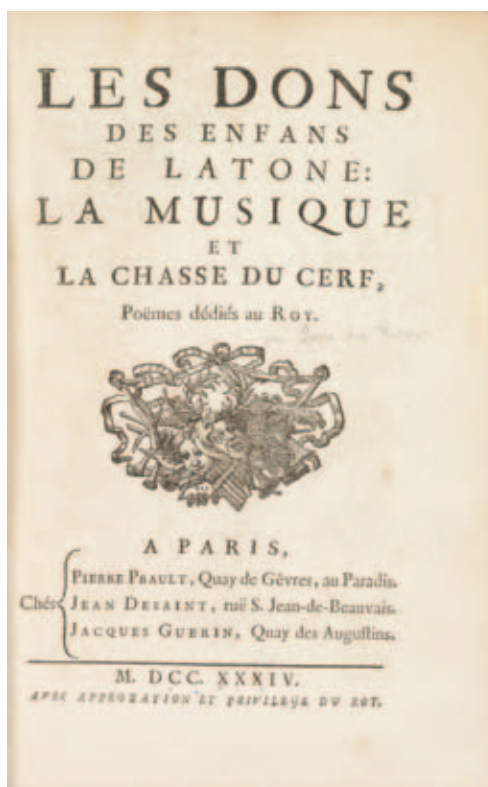 LES DONS
DES ENFANS
DE LATONE:
LA MUSIQUE
ET
LA CHASSE DU CERF,
Poëmes dédiés au ROY.
A PARIS,
PIERRE PRAULT, Quay de Gêvres, au Paradis.
Chés JEAN DESAINT, ruë S. Jean-de-Beauvais.
JACQUES GUERIN, Quay des Augustins.
M. DCC. XXXIV.
AVEC APPROBATION ET PRIVILEGE DU ROY.